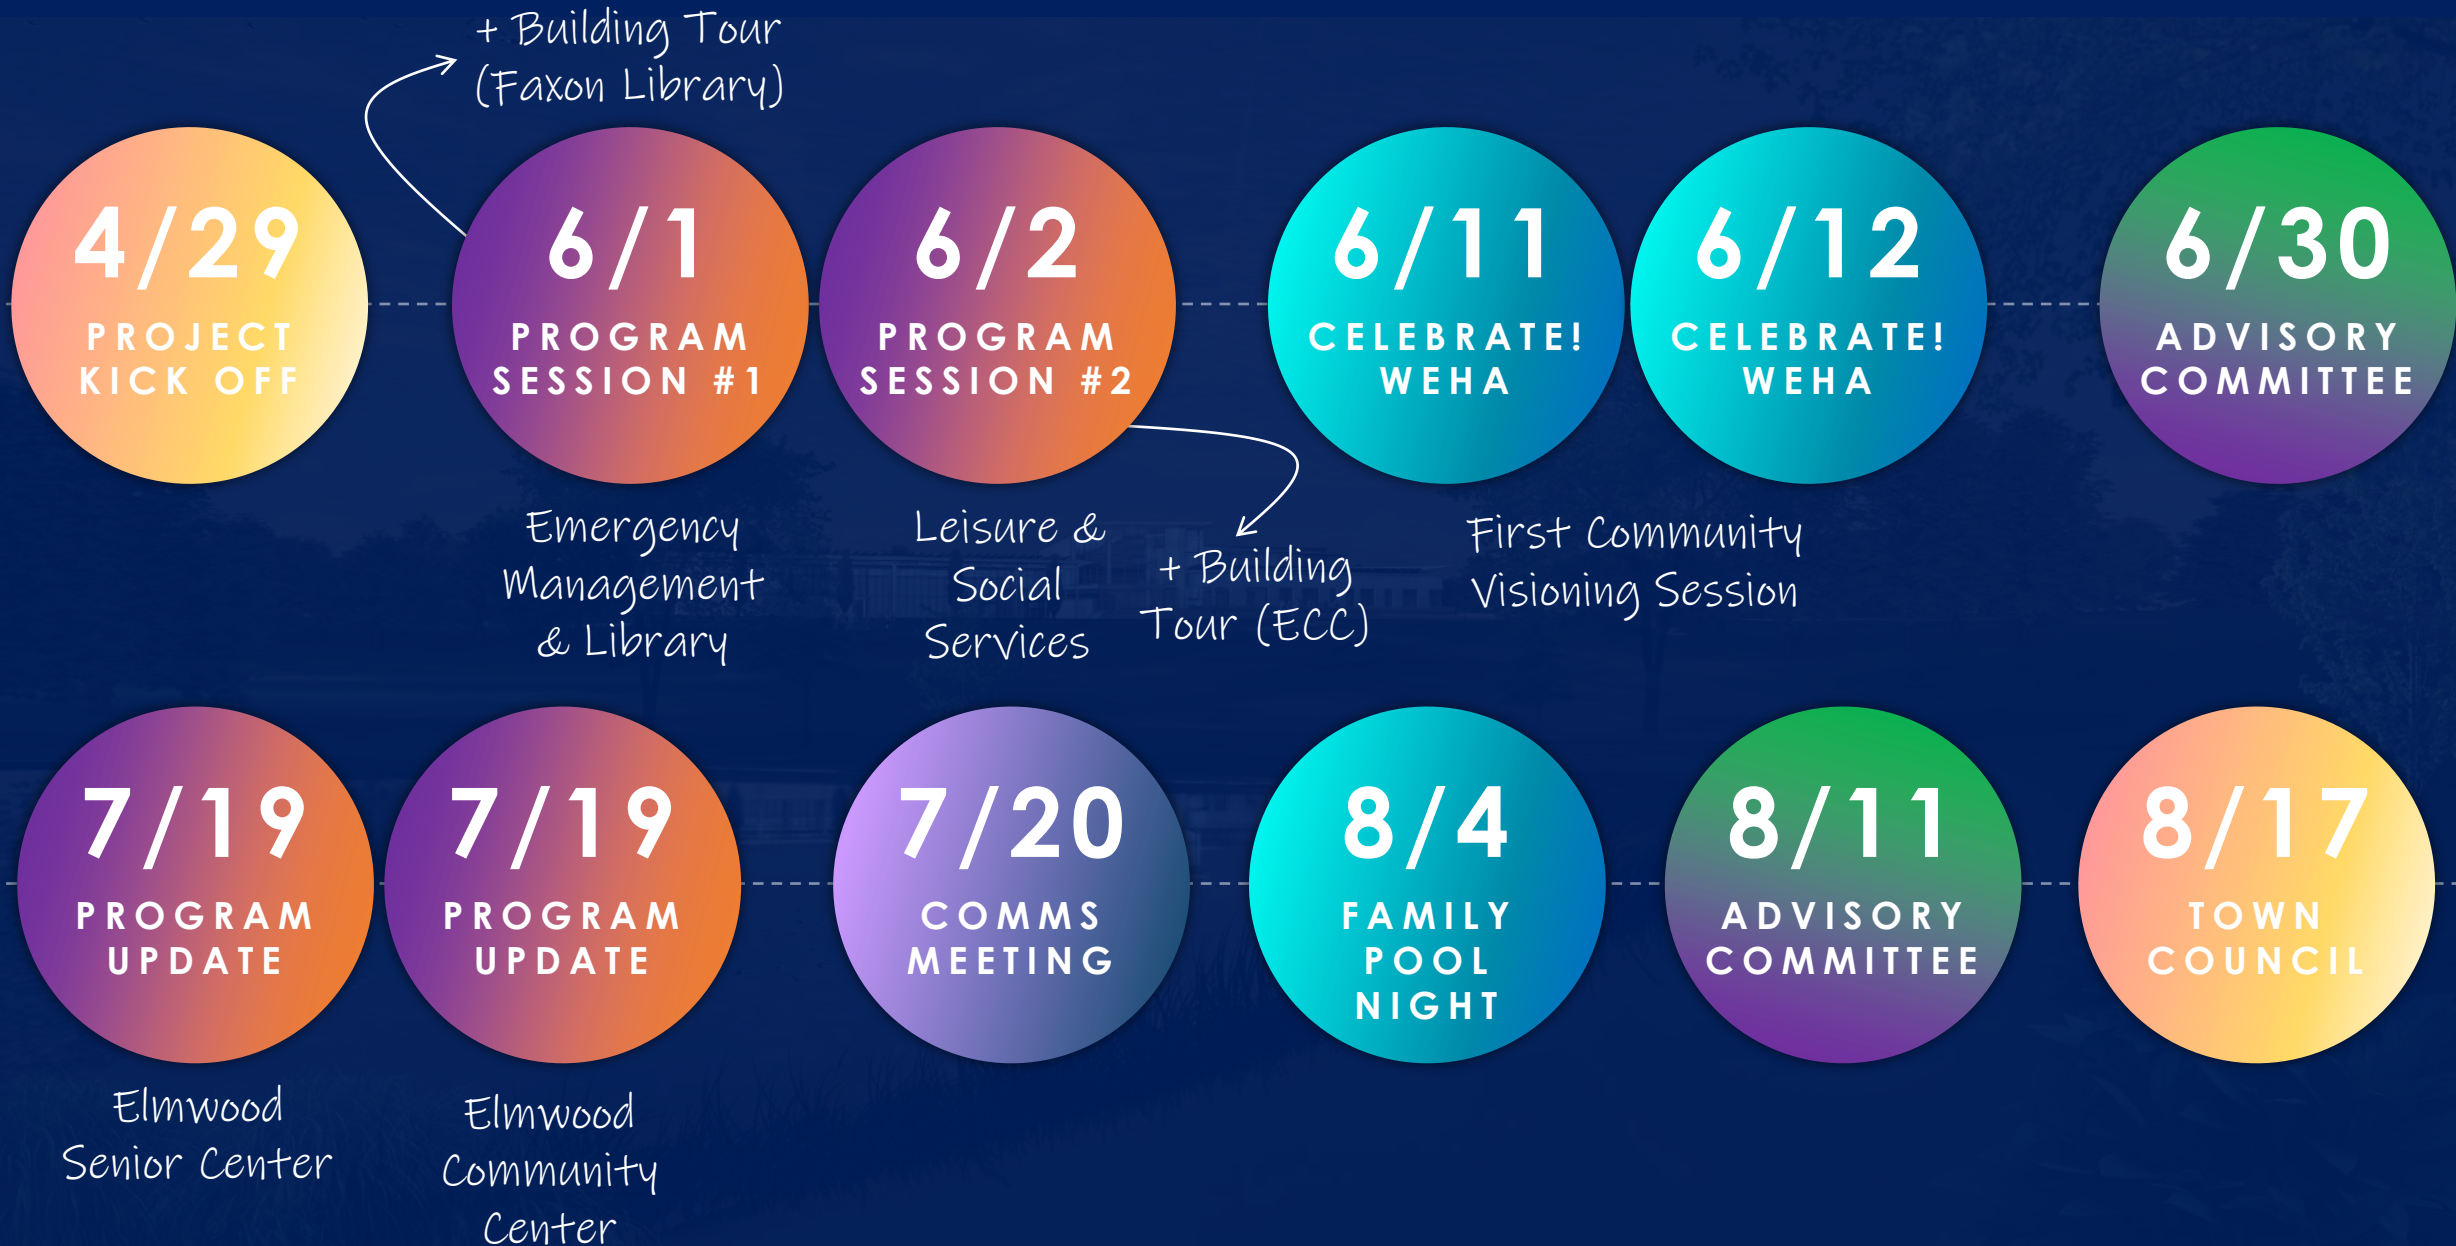 + Building Tour
(Faxon Library)
4/29
PROJECT
KICK OFF
6/1
PROGRAM
SESSION #1
6/2
PROGRAM
SESSION #2
6/11
CELEBRATE!
WEHA
6/12
CELEBRATE!
WEHA
6/30
ADVISORY
COMMITTEE
Emergency
Management
& Library
Leisure &
Social
Services
+ Building
Tour (ECC)
First Community
Visioning Session
7/19
PROGRAM
UPDATE
7/19
PROGRAM
UPDATE
7/20
COMMS
MEETING
8/4
FAMILY
POOL
NIGHT
8/11
ADVISORY
COMMITTEE
8/17
TOWN
COUNCIL
Elmwood
Senior Center
Elmwood
Community
Center